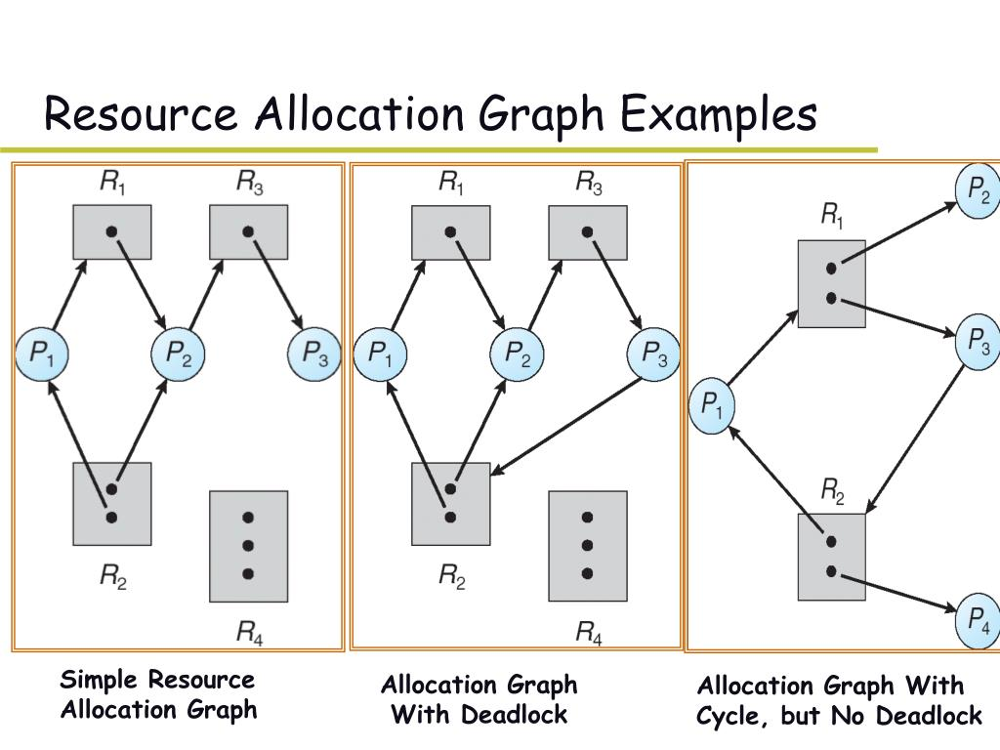 Resource Allocation Graph Examples
R1 R3
P1 P2 P3
R2
R4
R1 R3
P1 P2 P3
R2
R4
P2
R1
P3
P1
R2
P4
Simple Resource
Allocation Graph
Allocation Graph
With Deadlock
Allocation Graph With
Cycle, but No Deadlock